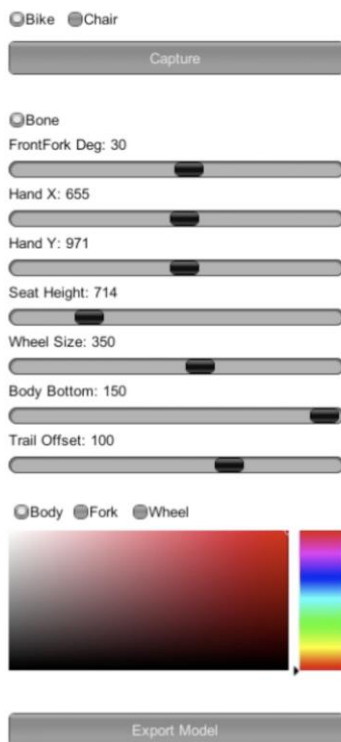 Bike Chair
Capture
Bone
FrontFork Deg: 30
Hand X: 655
Hand Y: 971
Seat Height: 714
Wheel Size: 350
Body Bottom: 150
Trail Offset: 100
Body Fork Wheel
Export Model